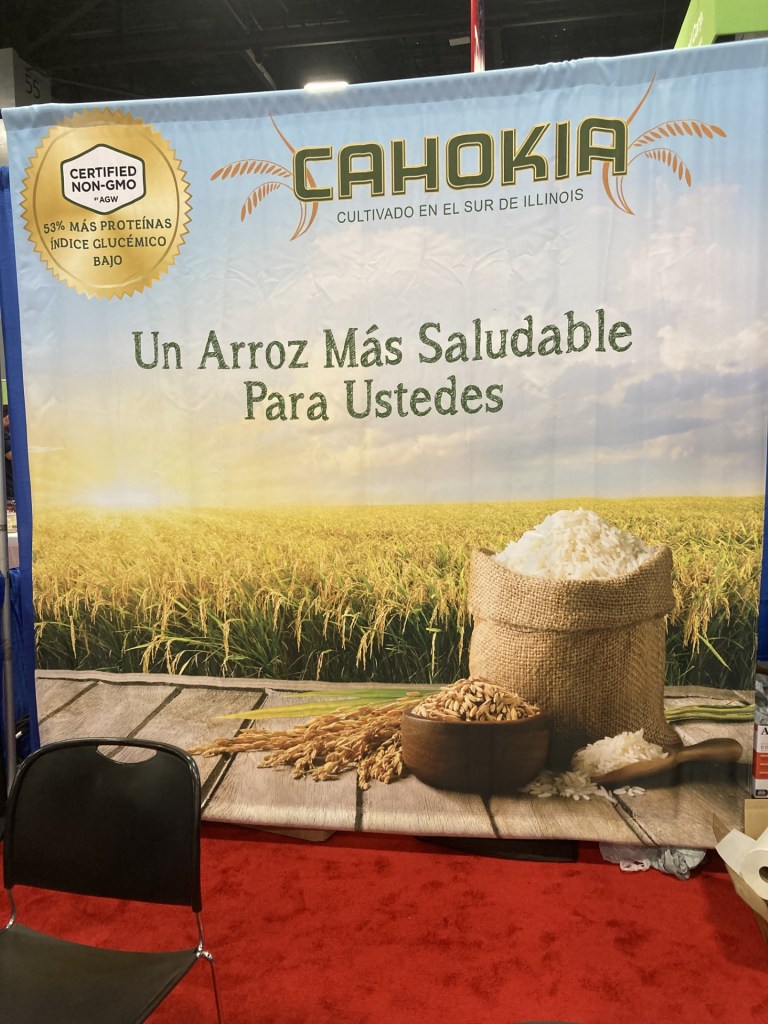 55
CERTIFIED
NON-GMO
BY AGW
53% MÁS PROTEÍNAS
ÍNDICE GLUCÉMICO
BAJO
CAHOKIA
CULTIVADO EN EL SUR DE ILLINOIS
Un Arroz Más Saludable
Para Ustedes